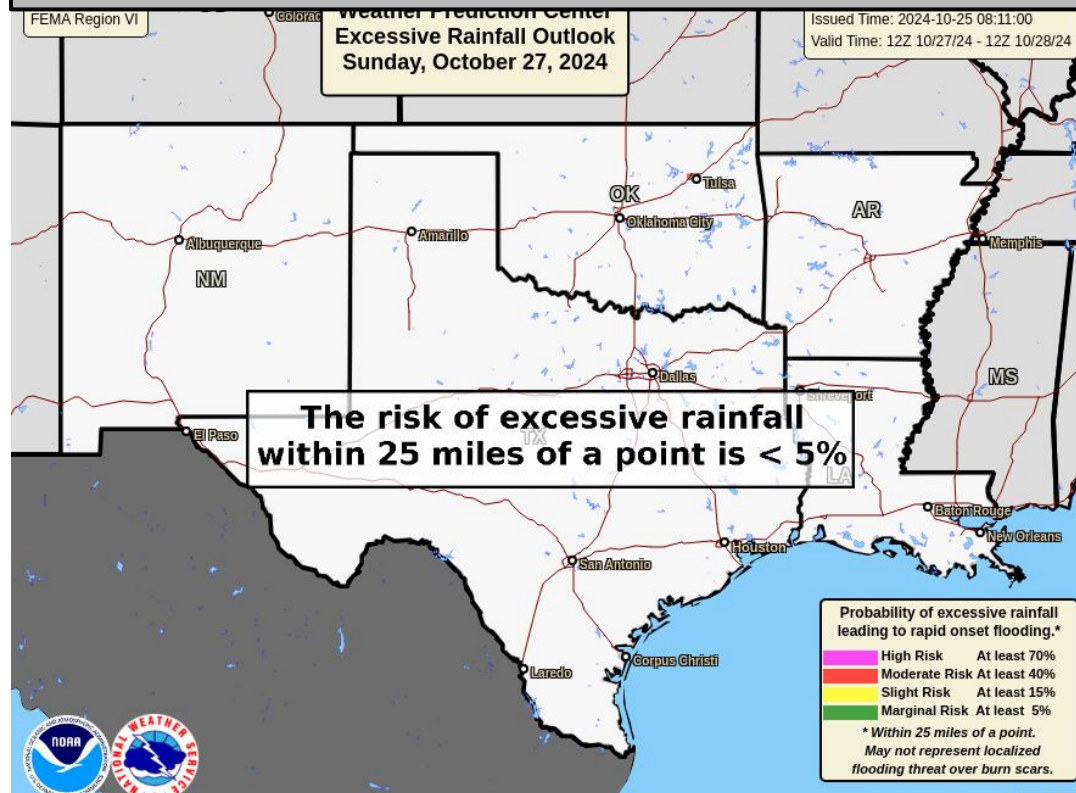 FEMA Region VI
Weather Prediction Center
Excessive Rainfall Outlook
Sunday, October 27, 2024
Issued Time: 2024-10-25 08:11:00
Valid Time: 12Z 10/27/24 - 12Z 10/28/24
Colorad
Tulsa
OK
Oklahoma City
AR
Albuquerque
Amarillo
Memphis
NM
Dallas
MS
Shreveport
The risk of excessive rainfall
within 25 miles of a point is < 5%
El Paso
TX
LA
Baton Rouge
New Orleans
Houston
San Antonio
Laredo
Corpus Christi
Probability of excessive rainfall
leading to rapid onset flooding.*
High Risk At least 70%
Moderate Risk At least 40%
Slight Risk At least 15%
Marginal Risk At least 5%
* Within 25 miles of a point.
May not represent localized
flooding threat over burn scars.
NOAA
NATIONAL WEATHER SERVICE